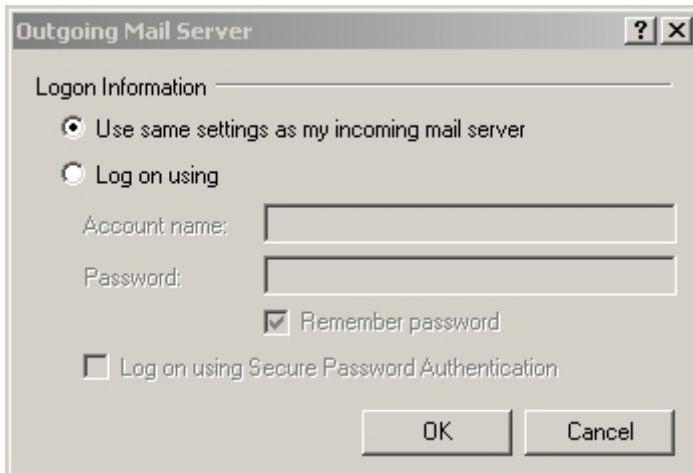 Outgoing Mail Server
Logon Information
Use same settings as my incoming mail server
Log on using
Account name:
Password:
Remember password
Log on using Secure Password Authentication
OK Cancel